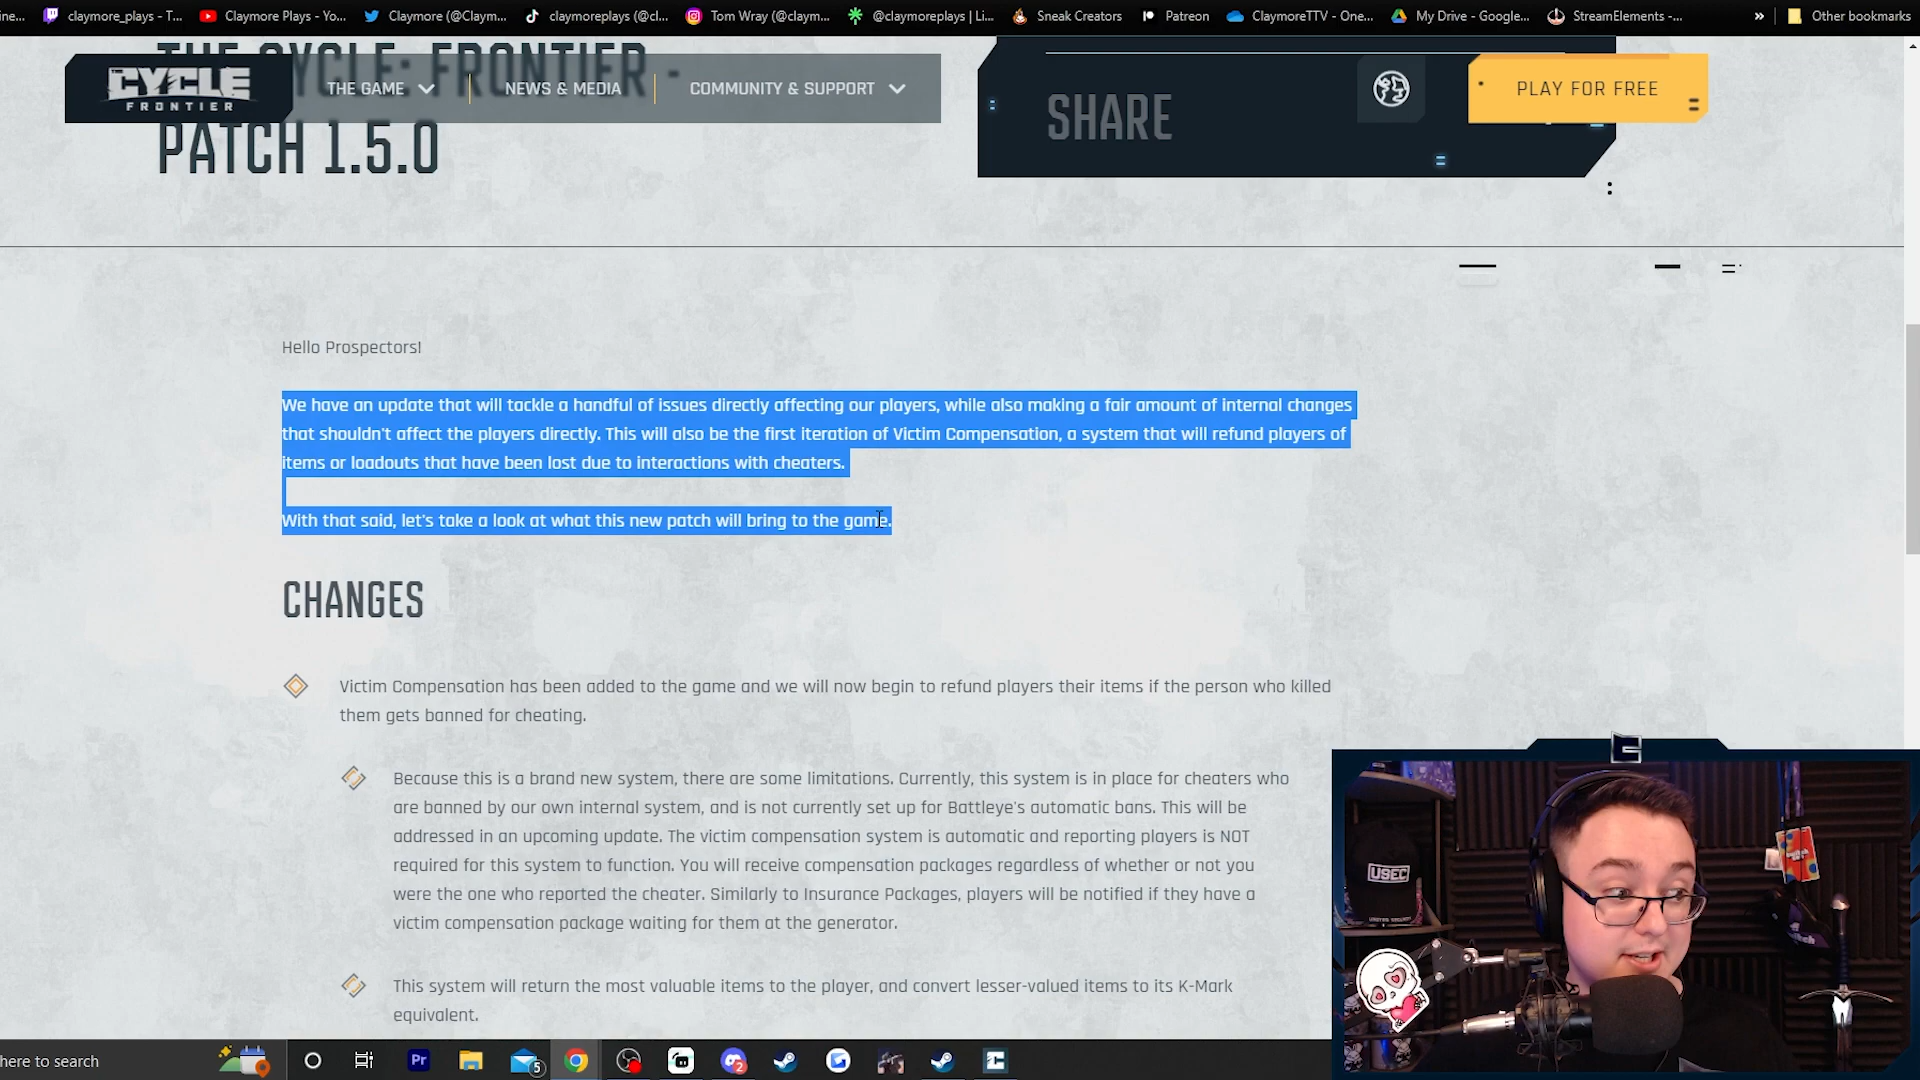 ine...
claymore_plays - T...
Claymore Plays - Yo...
Claymore (@Claym...
claymoreplays (@cl...
Tom Wray (@claym...
@claymoreplays | Li...
Sneak Creators
Patreon
ClaymoreTTV - One...
My Drive - Google...
StreamElements -...
»
Other bookmarks
THE CYCLE: FRONTIER -
PATCH 1.5.0
CYCLE
FRONTIER
THE GAME
NEWS & MEDIA
COMMUNITY & SUPPORT
SHARE
PLAY FOR FREE
Hello Prospectors!
We have an update that will tackle a handful of issues directly affecting our players, while also making a fair amount of internal changes
that shouldn't affect the players directly. This will also be the first iteration of Victim Compensation, a system that will refund players of
items or loadouts that have been lost due to interactions with cheaters.
With that said, let's take a look at what this new patch will bring to the game.
CHANGES
Victim Compensation has been added to the game and we will now begin to refund players their items if the person who killed
them gets banned for cheating.
Because this is a brand new system, there are some limitations. Currently, this system is in place for cheaters who
are banned by our own internal system, and is not currently set up for Battleye's automatic bans. This will be
addressed in an upcoming update. The victim compensation system is automatic and reporting players is NOT
required for this system to function. You will receive compensation packages regardless of whether or not you
were the one who reported the cheater. Similarly to Insurance Packages, players will be notified if they have a
victim compensation package waiting for them at the generator.
This system will return the most valuable items to the player, and convert lesser-valued items to its K-Mark
equivalent.
USEC
here to search
Pr
5
2